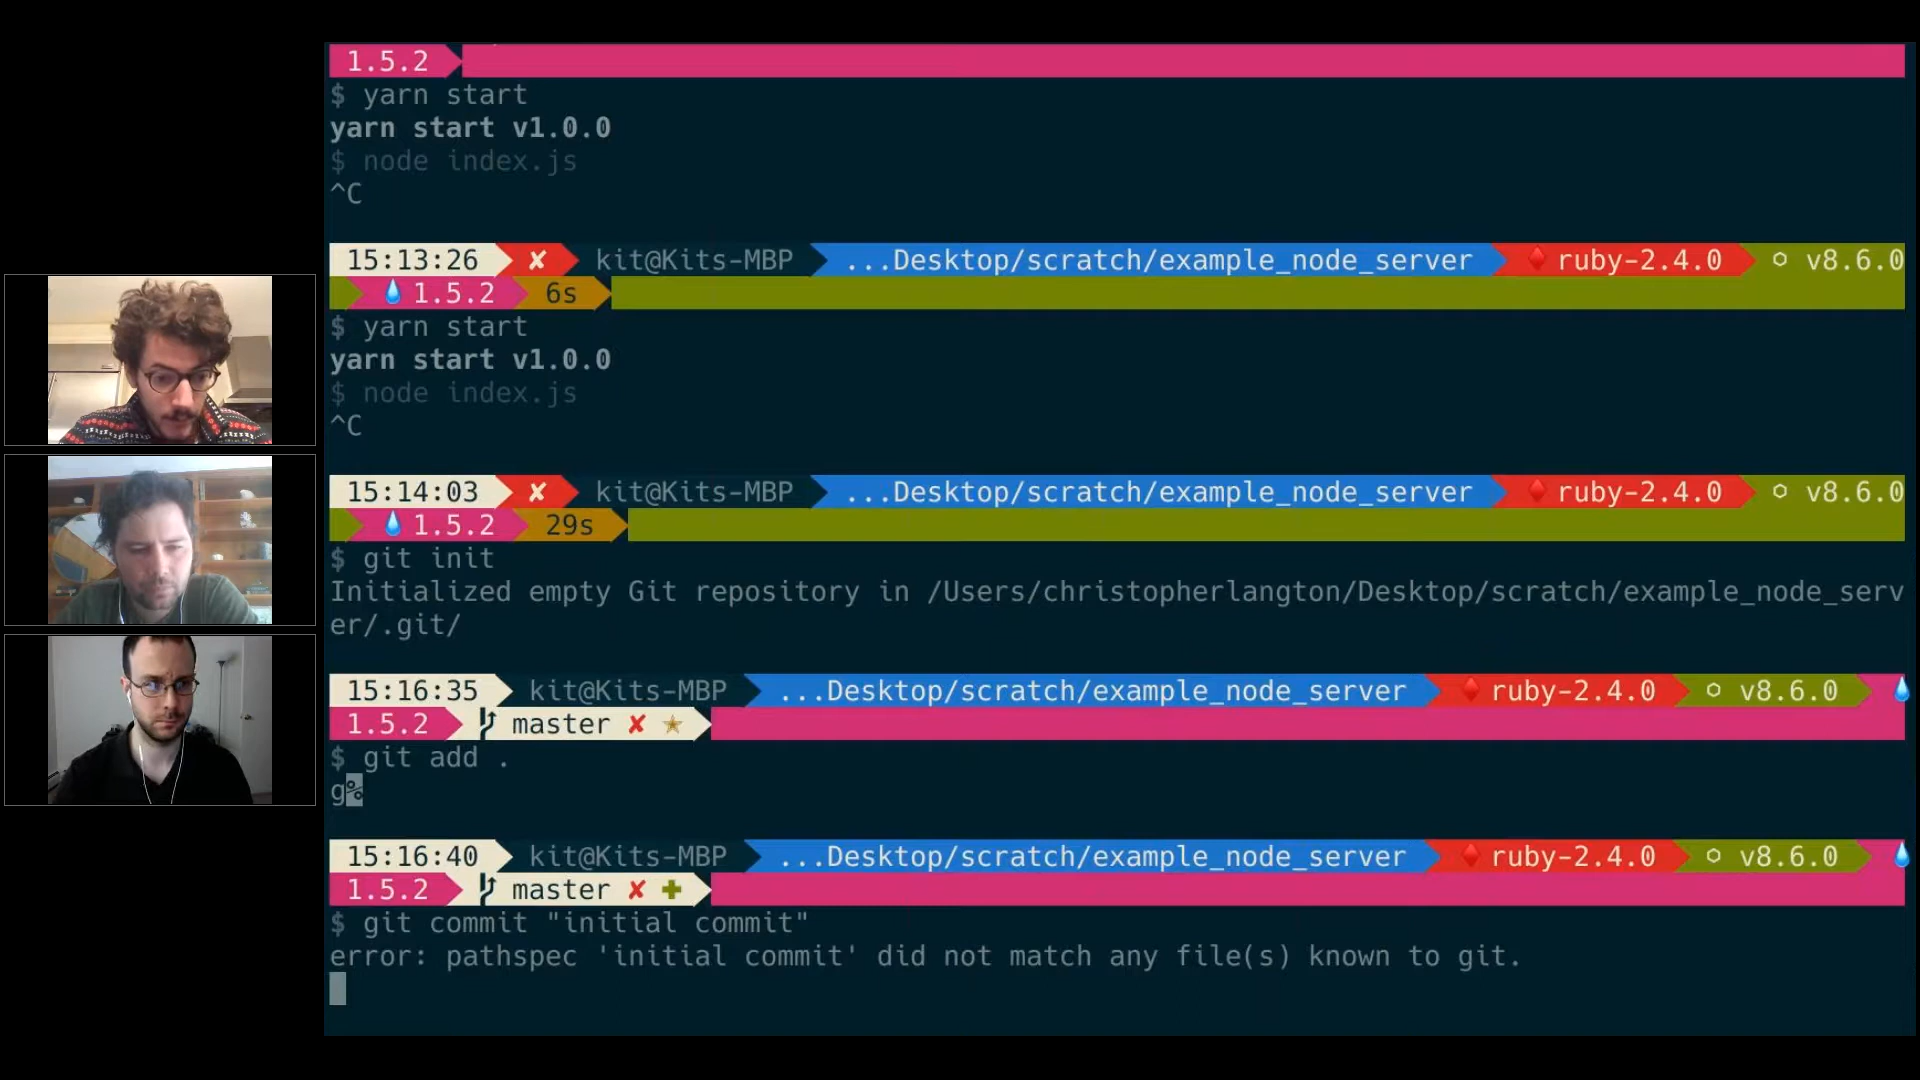 1.5.2
$ yarn start
yarn start v1.0.0
$ node index.js
^C
15:13:26 ✘ kit@Kits-MBP ...Desktop/scratch/example_node_server ruby-2.4.0 v8.6.0
1.5.2 6s
$ yarn start
yarn start v1.0.0
$ node index.js
^C
15:14:03 ✘ kit@Kits-MBP ...Desktop/scratch/example_node_server ruby-2.4.0 v8.6.0
1.5.2 29s
$ git init
Initialized empty Git repository in /Users/christopherlangton/Desktop/scratch/example_node_serv
er/.git/
15:16:35 kit@Kits-MBP ...Desktop/scratch/example_node_server ruby-2.4.0 v8.6.0
1.5.2 master ✘
$ git add .
g%
15:16:40 kit@Kits-MBP ...Desktop/scratch/example_node_server ruby-2.4.0 v8.6.0
1.5.2 master ✘ ✚
$ git commit "initial commit"
error: pathspec 'initial commit' did not match any file(s) known to git.